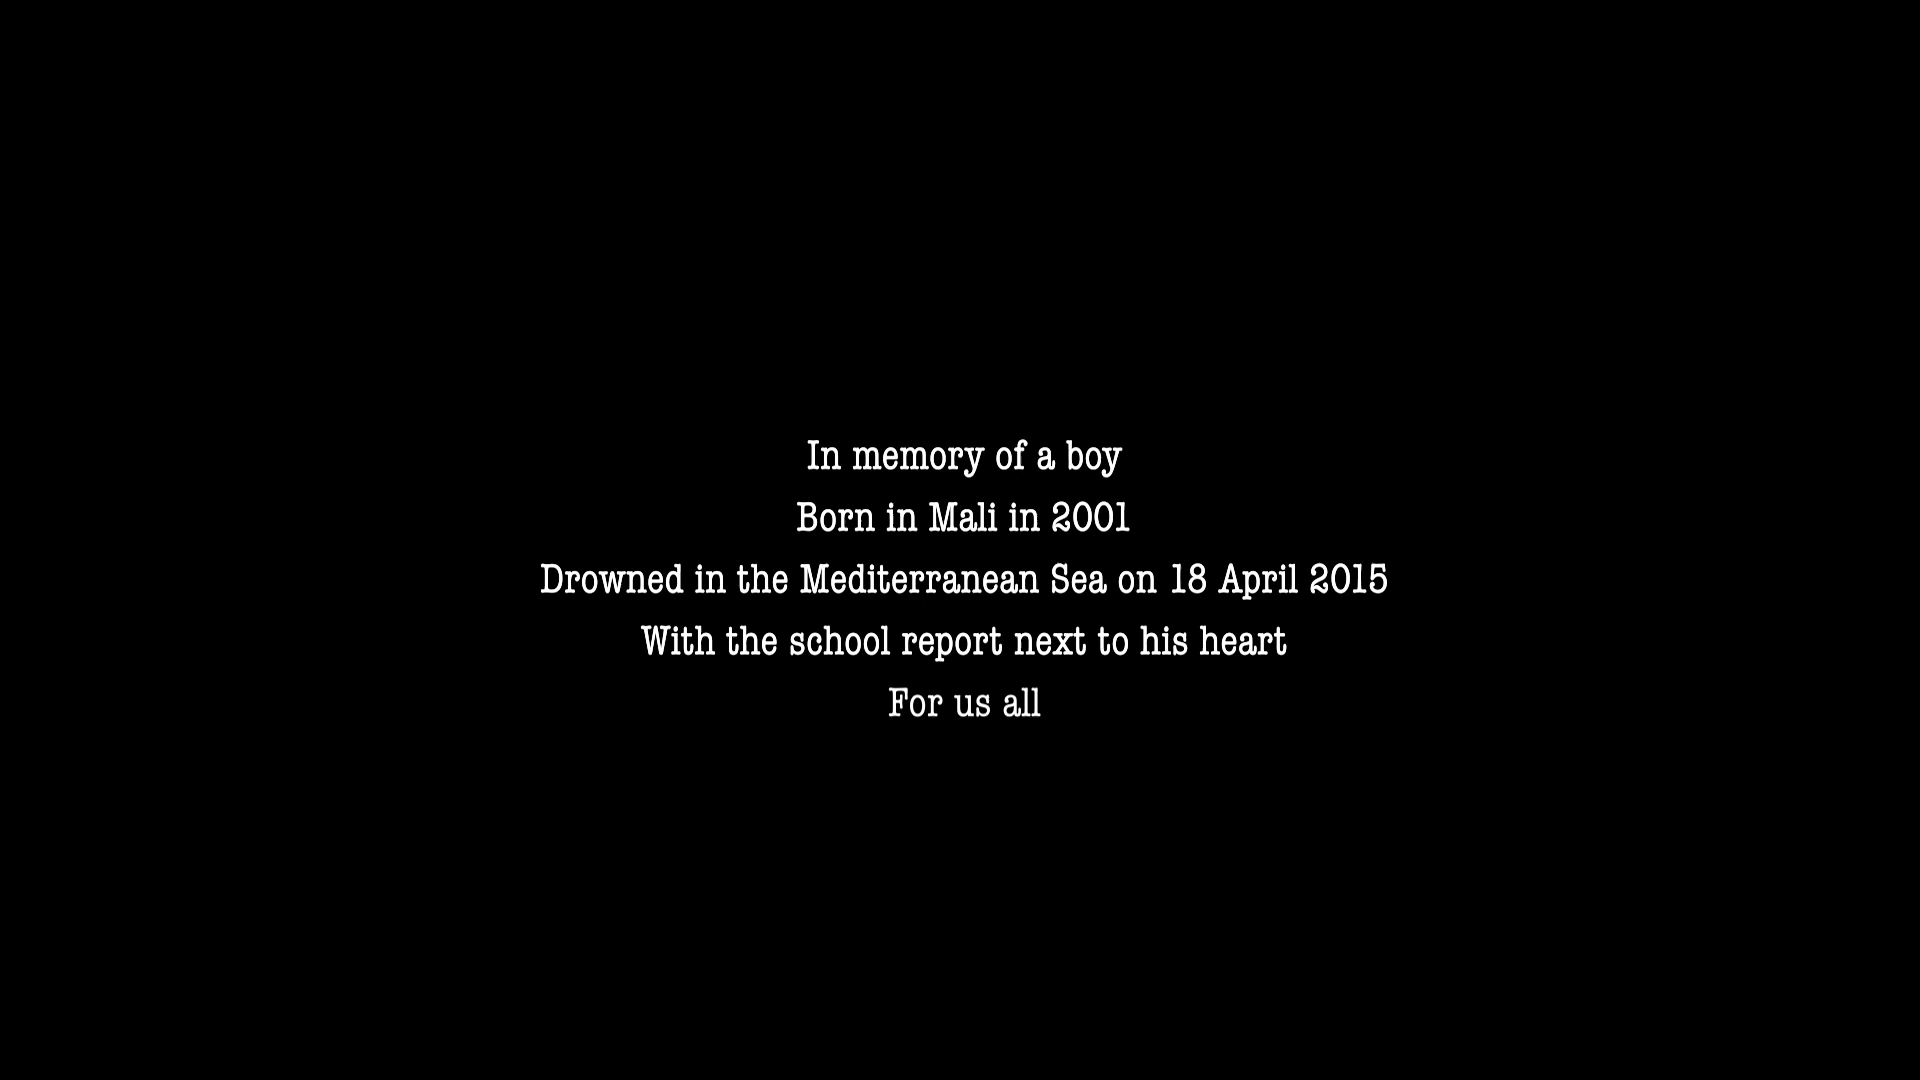 In memory of a boy
Born in Mali in 2001
Drowned in the Mediterranean Sea on 18 April 2015
With the school report next to his heart
For us all